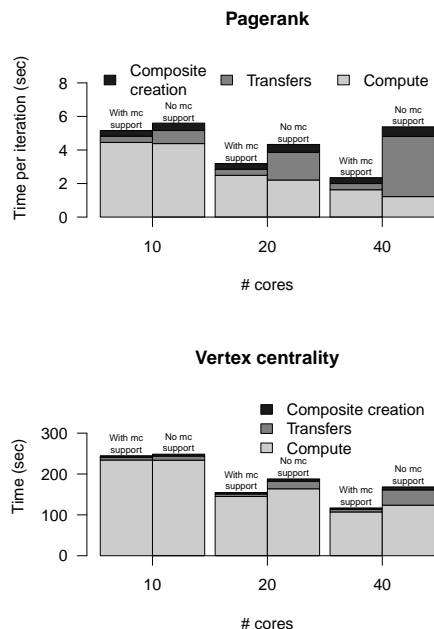 Pagerank
Time per iteration (sec)
8
6
4
2
0
Composite
creation
Transfers
Compute
With mc
support
No mc
support
With mc
support
No mc
support
With mc
support
No mc
support
10
20
40
# cores
Vertex centrality
Time (sec)
300
200
100
0
Composite creation
Transfers
Compute
With mc
support
No mc
support
With mc
support
No mc
support
With mc
support
No mc
support
10
20
40
# cores